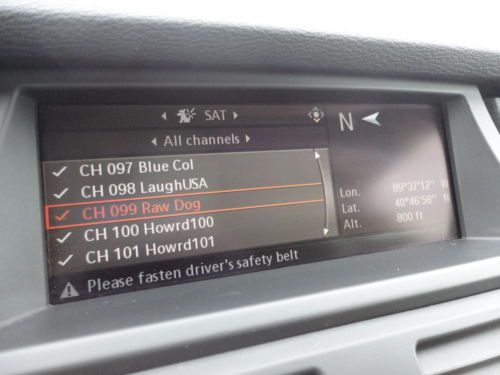 SAT
All channels
CH 097 Blue Col
CH 098 LaughUSA
CH 099 Raw Dog
CH 100 Howrd100
CH 101 Howrd101
Please fasten driver's safety belt
N
Lon. 89°37'12" W
Lat. 40°46'58" N
Alt. 800 ft